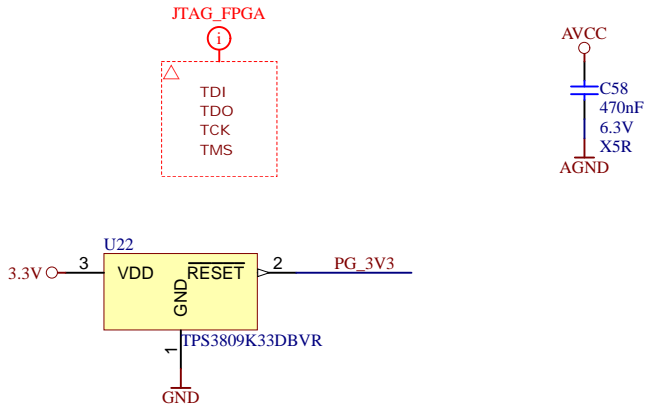 JTAG_FPGA
i
TDI
TDO
TCK
TMS
AVCC
C58
470nF
6.3V
X5R
AGND
U22
3.3V
3
VDD
RESET
2
PG_3V3
GND
1
TPS3809K33DBVR
GND